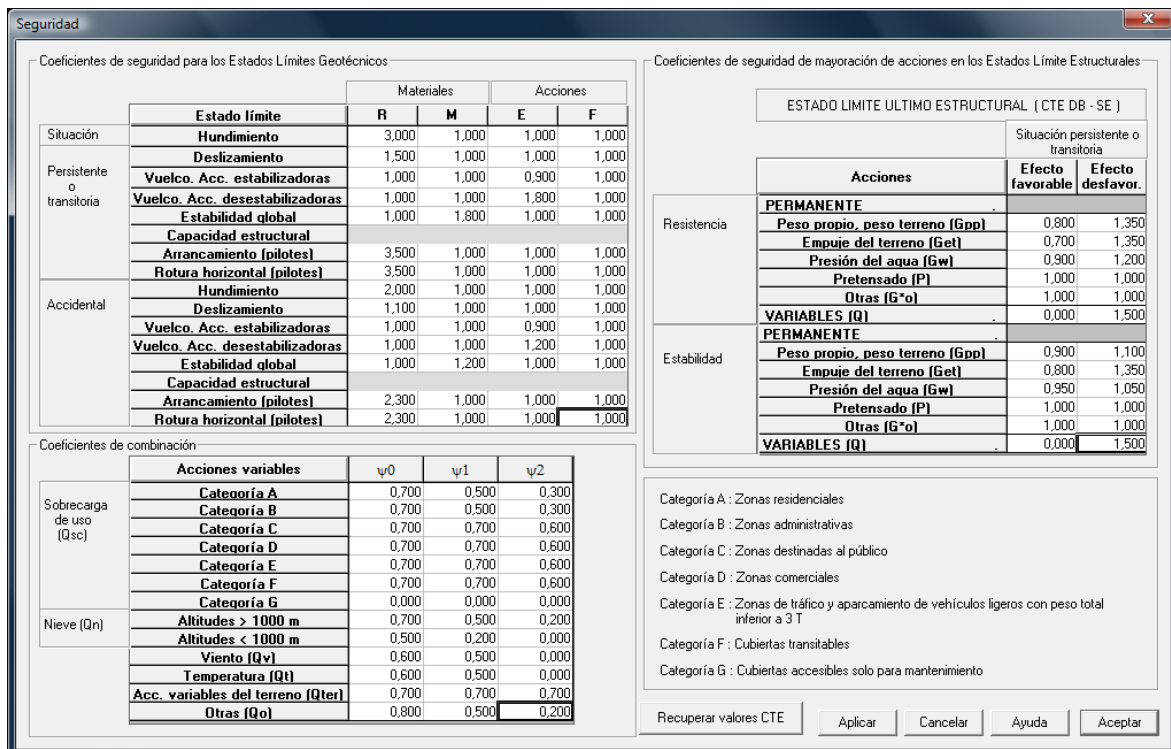 Seguridad
Coeficientes de seguridad para los Estados Límites Geotécnicos
Materiales Acciones
Estado límite R M E F
Situación Hundimiento 3,000 1,000 1,000 1,000
Persistente o transitoria
Deslizamiento 1,500 1,000 1,000 1,000
Vuelco. Acc. estabilizadoras 1,000 1,000 0,900 1,000
Vuelco. Acc. desestabilizadoras 1,000 1,000 1,800 1,000
Estabilidad global 1,000 1,800 1,000 1,000
Capacidad estructural
Arrancamiento (pilotes) 3,500 1,000 1,000 1,000
Rotura horizontal (pilotes) 3,500 1,000 1,000 1,000
Accidental
Hundimiento 2,000 1,000 1,000 1,000
Deslizamiento 1,100 1,000 1,000 1,000
Vuelco. Acc. estabilizadoras 1,000 1,000 0,900 1,000
Vuelco. Acc. desestabilizadoras 1,000 1,000 1,200 1,000
Estabilidad global 1,000 1,200 1,000 1,000
Capacidad estructural
Arrancamiento (pilotes) 2,300 1,000 1,000 1,000
Rotura horizontal (pilotes) 2,300 1,000 1,000 1,000
Coeficientes de combinación
Acciones variables ψ0 ψ1 ψ2
Sobrecarga de uso (Qsc)
Categoría A 0,700 0,500 0,300
Categoría B 0,700 0,500 0,300
Categoría C 0,700 0,700 0,600
Categoría D 0,700 0,700 0,600
Categoría E 0,700 0,700 0,600
Categoría F 0,700 0,700 0,600
Categoría G 0,000 0,000 0,000
Nieve (Qn)
Altitudes > 1000 m 0,700 0,500 0,200
Altitudes < 1000 m 0,500 0,200 0,000
Viento (Qv) 0,600 0,500 0,000
Temperatura (Qt) 0,600 0,500 0,000
Acc. variables del terreno (Qter) 0,700 0,700 0,700
Otras (Qo) 0,800 0,500 0,200
Coeficientes de seguridad de mayoración de acciones en los Estados Límite Estructurales
ESTADO LIMITE ULTIMO ESTRUCTURAL ( CTE DB - SE )
Situación persistente o transitoria
Acciones Efecto favorable Efecto desfavor.
Resistencia
PERMANENTE .
Peso propio, peso terreno (Gpp) 0,800 1,350
Empuje del terreno (Get) 0,700 1,350
Presión del agua (Gw) 0,900 1,200
Pretensado (P) 1,000 1,000
Otras (G*o) 1,000 1,000
VARIABLES (Q) . 0,000 1,500
Estabilidad
PERMANENTE .
Peso propio, peso terreno (Gpp) 0,900 1,100
Empuje del terreno (Get) 0,800 1,350
Presión del agua (Gw) 0,950 1,050
Pretensado (P) 1,000 1,000
Otras (G*o) 1,000 1,000
VARIABLES (Q) . 0,000 1,500
Categoría A : Zonas residenciales
Categoría B : Zonas administrativas
Categoría C : Zonas destinadas al público
Categoría D : Zonas comerciales
Categoría E : Zonas de tráfico y aparcamiento de vehículos ligeros con peso total
inferior a 3 T
Categoría F : Cubiertas transitables
Categoría G : Cubiertas accesibles solo para mantenimiento
Recuperar valores CTE Aplicar Cancelar Ayuda Aceptar